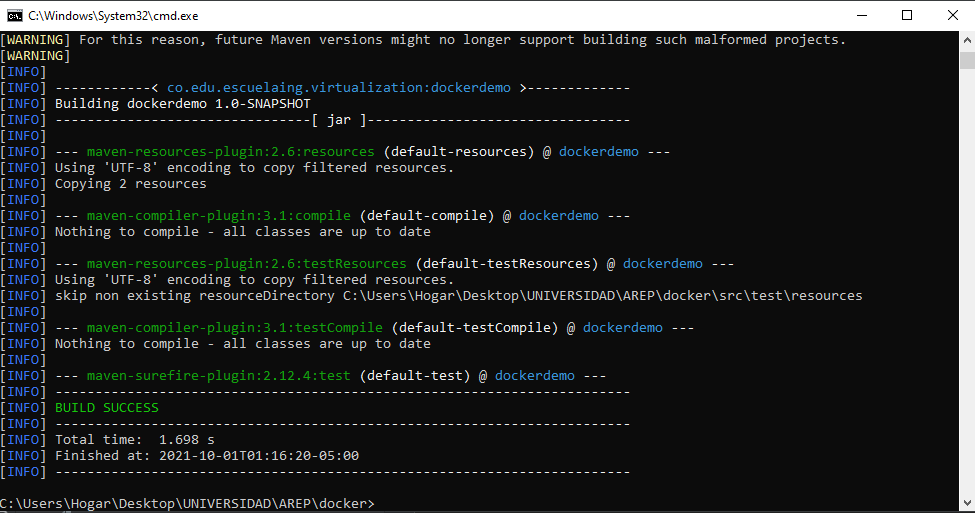 C:\Windows\System32\cmd.exe
[WARNING] For this reason, future Maven versions might no longer support building such malformed projects.
[WARNING]
[INFO]
[INFO] ------------< co.edu.escuelaing.virtualization:dockerdemo >-------------
[INFO] Building dockerdemo 1.0-SNAPSHOT
[INFO] --------------------------------[ jar ]---------------------------------
[INFO]
[INFO] --- maven-resources-plugin:2.6:resources (default-resources) @ dockerdemo ---
[INFO] Using 'UTF-8' encoding to copy filtered resources.
[INFO] Copying 2 resources
[INFO]
[INFO] --- maven-compiler-plugin:3.1:compile (default-compile) @ dockerdemo ---
[INFO] Nothing to compile - all classes are up to date
[INFO]
[INFO] --- maven-resources-plugin:2.6:testResources (default-testResources) @ dockerdemo ---
[INFO] Using 'UTF-8' encoding to copy filtered resources.
[INFO] skip non existing resourceDirectory C:\Users\Hogar\Desktop\UNIVERSIDAD\AREP\docker\src\test\resources
[INFO]
[INFO] --- maven-compiler-plugin:3.1:testCompile (default-testCompile) @ dockerdemo ---
[INFO] Nothing to compile - all classes are up to date
[INFO]
[INFO] --- maven-surefire-plugin:2.12.4:test (default-test) @ dockerdemo ---
[INFO] ------------------------------------------------------------------------
[INFO] BUILD SUCCESS
[INFO] ------------------------------------------------------------------------
[INFO] Total time:  1.698 s
[INFO] Finished at: 2021-10-01T01:16:20-05:00
[INFO] ------------------------------------------------------------------------
C:\Users\Hogar\Desktop\UNIVERSIDAD\AREP\docker>